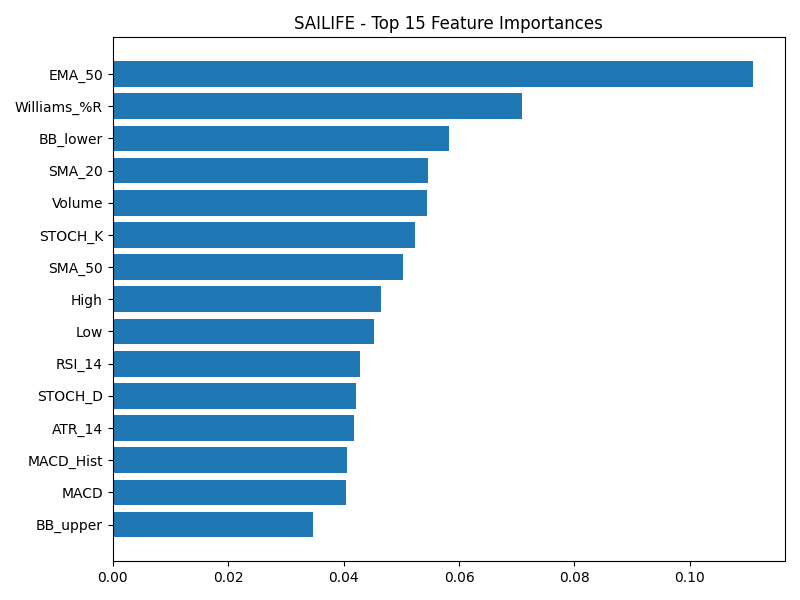 SAILIFE - Top 15 Feature Importances
EMA_50
Williams_%R
BB_lower
SMA_20
Volume
STOCH_K
SMA_50
High
Low
RSI_14
STOCH_D
ATR_14
MACD_Hist
MACD
BB_upper
0.00 0.02 0.04 0.06 0.08 0.10